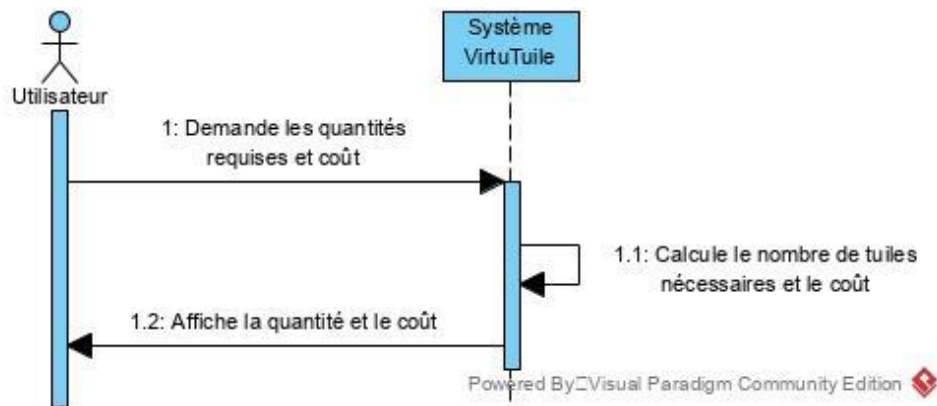 Système
VirtuTuile
Utilisateur
1: Demande les quantités
requises et coût
1.1: Calcule le nombre de tuiles
nécessaires et le coût
1.2: Affiche la quantité et le coût
Powered By Visual Paradigm Community Edition